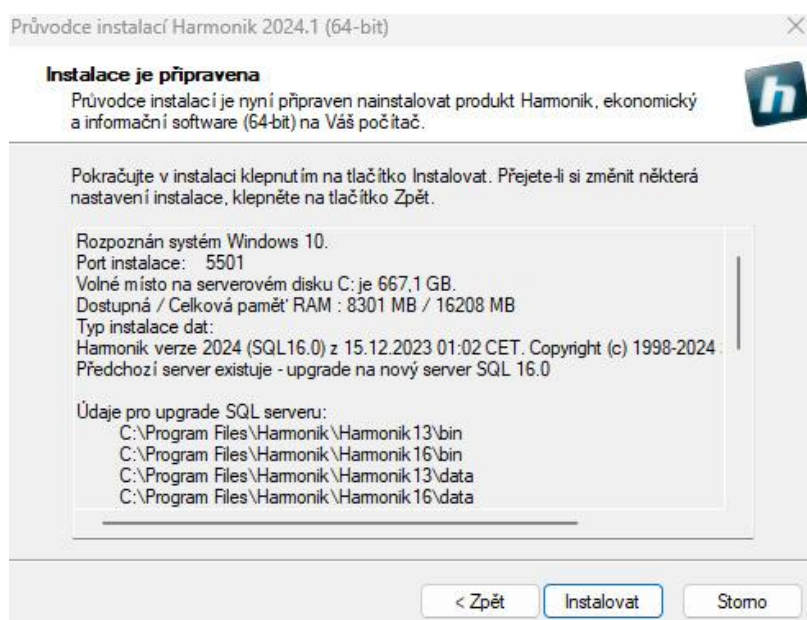 Průvodce instalací Harmonik 2024.1 (64-bit)
Instalace je připravena
Průvodce instalací je nyní připraven nainstalovat produkt Harmonik, ekonomický
a informační software (64-bit) na Váš počítač.
h
Pokračujte v instalaci klepnutím na tlačítko Instalovat. Přejete-li si změnit některá
nastavení instalace, klepněte na tlačítko Zpět.
Rozpoznán systém Windows 10.
Port instalace: 5501
Volné místo na serverovém disku C: je 667,1 GB.
Dostupná / Celková paměť RAM : 8301 MB / 16208 MB
Typ instalace dat:
Harmonik verze 2024 (SQL16.0) z 15.12.2023 01:02 CET. Copyright (c) 1998-2024
Předchozí server existuje - upgrade na nový server SQL 16.0
Údaje pro upgrade SQL serveru:
C:\Program Files\Harmonik\Harmonik13\bin
C:\Program Files\Harmonik\Harmonik16\bin
C:\Program Files\Harmonik\Harmonik13\data
C:\Program Files\Harmonik\Harmonik16\data
< Zpět
Instalovat
Storno